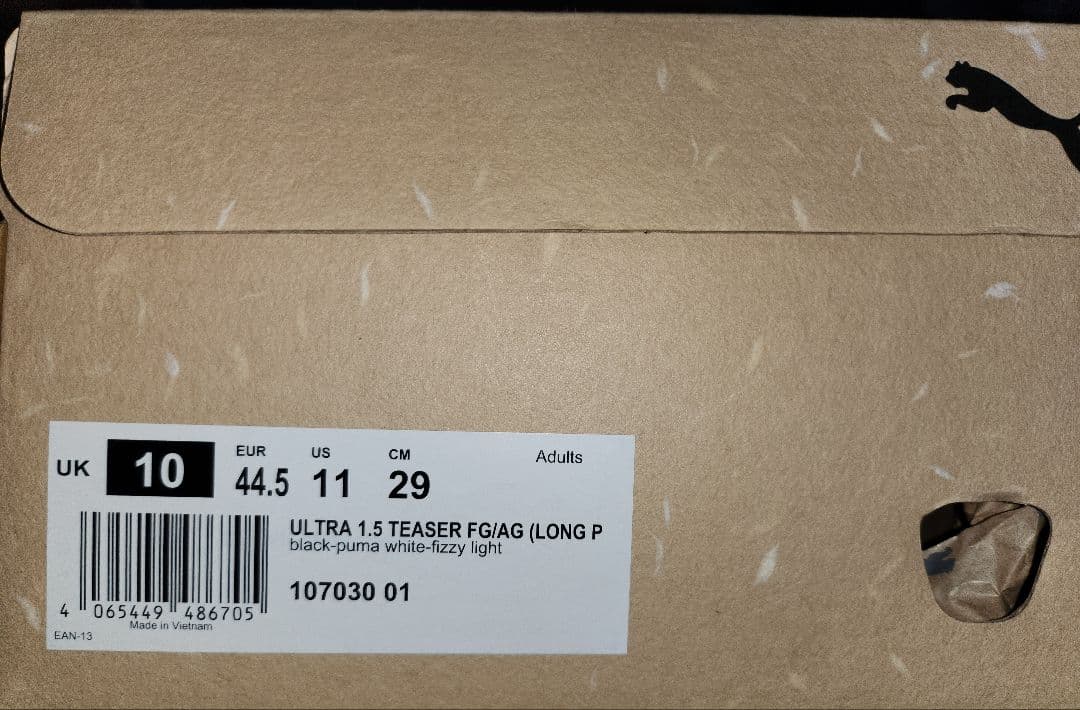 UK 10
EUR US CM Adults
44.5 11 29
ULTRA 1.5 TEASER FG/AG (LONG P
black-puma white-fizzy light
107030 01
4 065449 486705
Made in Vietnam
EAN-13